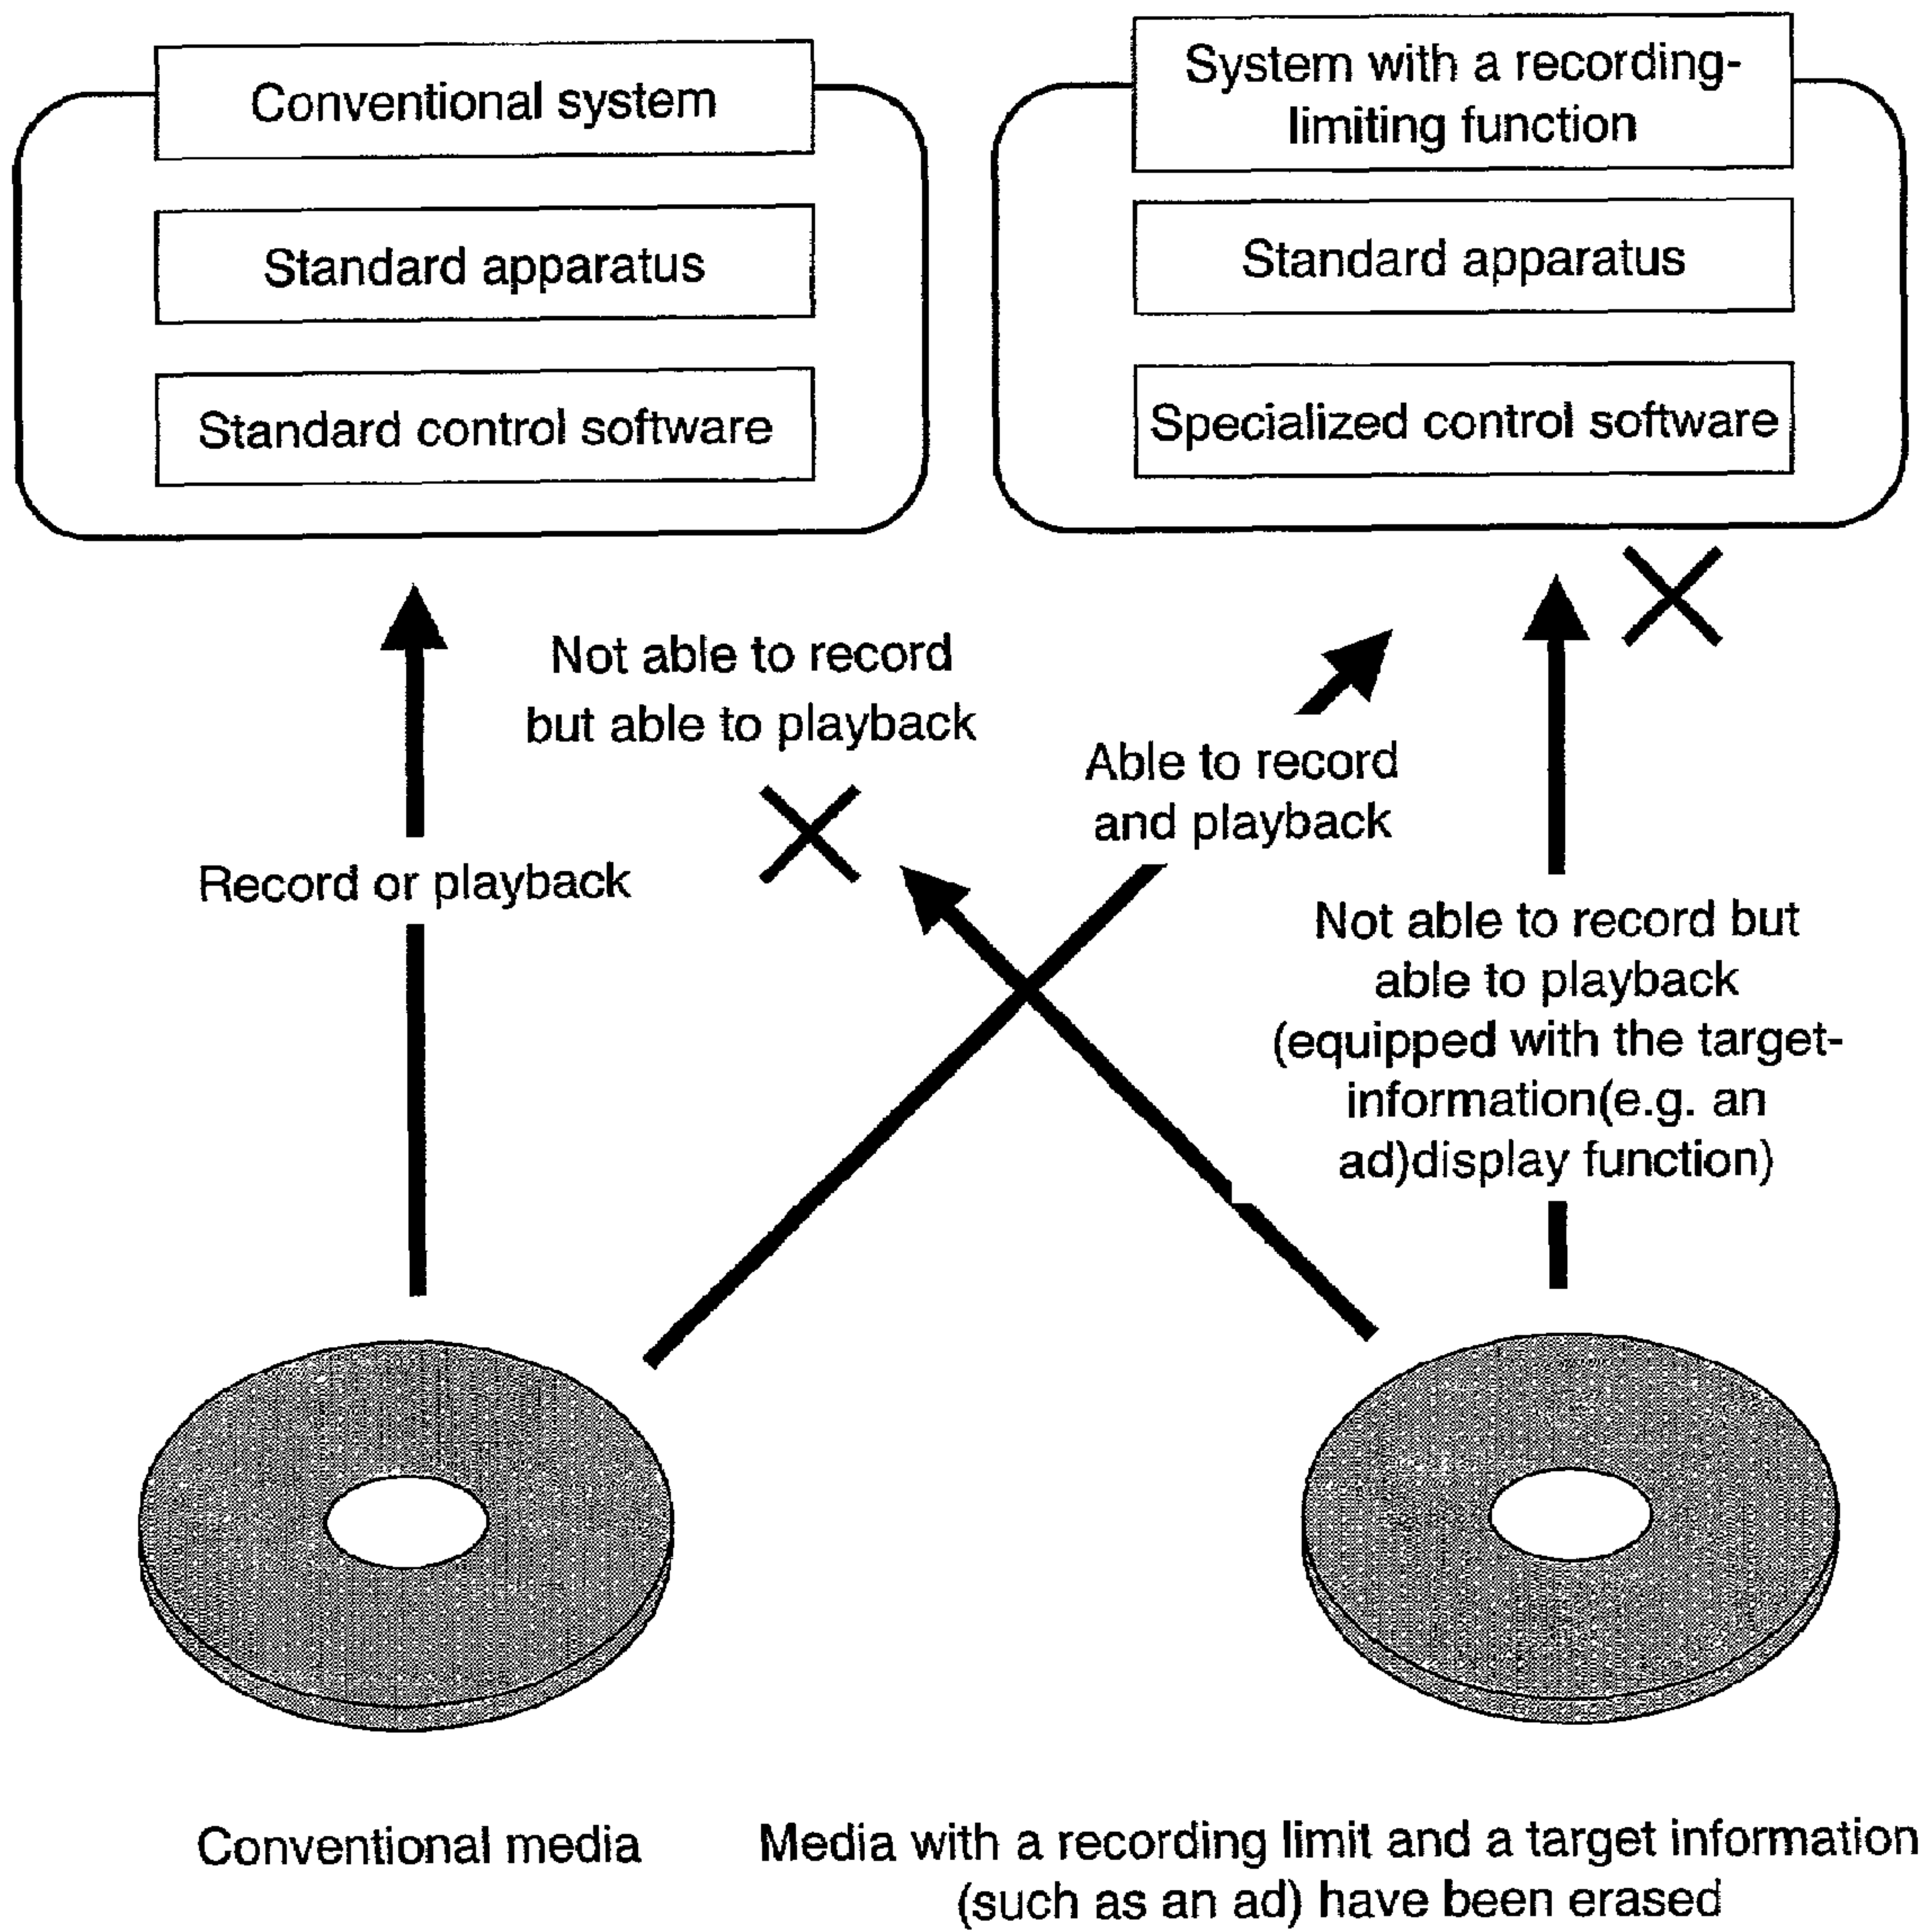 Conventional system
Standard apparatus
Standard control software
System with a recording-
limiting function
Standard apparatus
Specialized control software
Not able to record
but able to playback
Able to record
and playback
Record or playback
Not able to record but
able to playback
(equipped with the target-
information(e.g. an
ad)display function)
Conventional media
Media with a recording limit and a target information
(such as an ad) have been erased